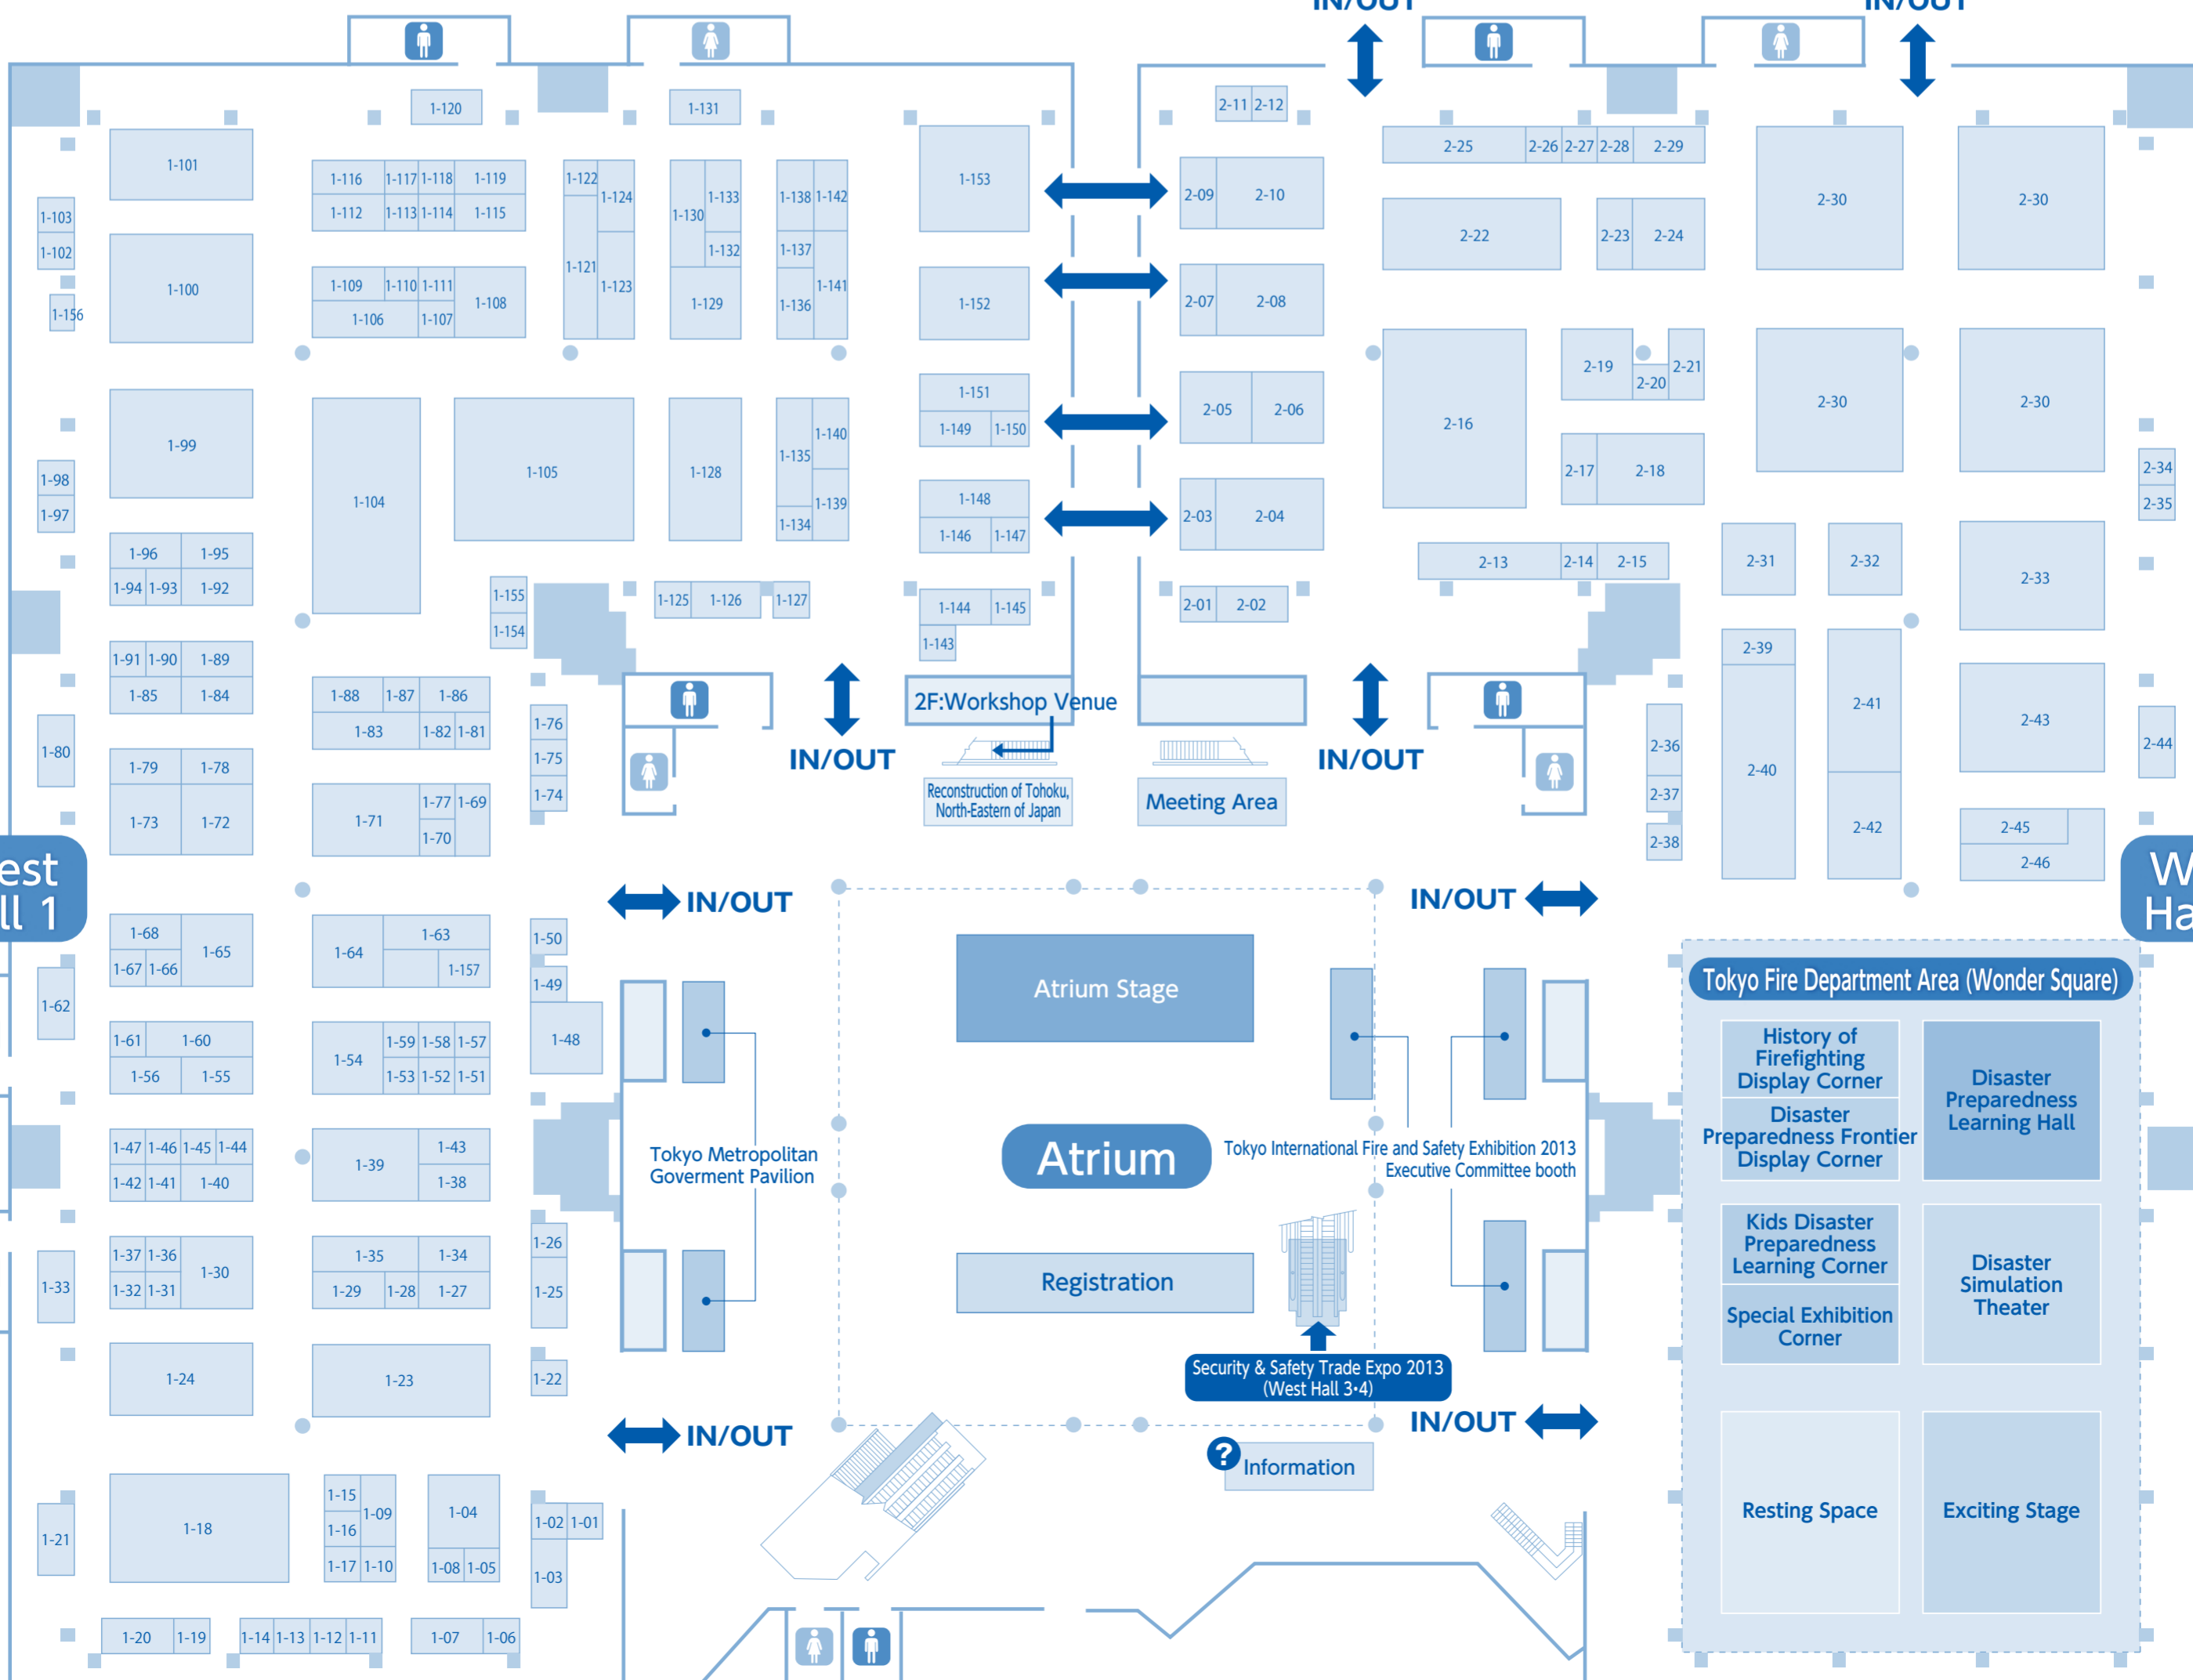 IN/OUT
IN/OUT
1-120
1-131
2-11 2-12
1-101
1-116 1-117 1-118 1-119
1-112 1-113 1-114 1-115
1-122
1-124
1-121
1-123
1-130
1-133
1-132
1-129
1-138 1-142
1-137
1-141
1-136
1-153
2-09 2-10
2-25 2-26 2-27 2-28 2-29
2-22
2-23 2-24
2-30
2-30
1-103
1-102
1-156
1-100
1-109 1-110 1-111
1-108
1-106 1-107
1-152
2-07 2-08
2-19
2-20
2-21
2-30
2-30
1-99
1-104
1-105
1-128
1-140
1-135
1-139
1-134
1-151
1-149 1-150
2-05 2-06
2-16
2-17 2-18
1-98
1-97
2-34
2-35
1-148
1-146 1-147
2-03 2-04
1-96 1-95
1-94 1-93 1-92
2-13 2-14 2-15
2-31
2-32
2-33
1-155
1-154
1-125 1-126
1-127
1-144 1-145
1-143
2-01 2-02
1-91 1-90 1-89
1-85 1-84
1-88 1-87 1-86
1-83 1-82 1-81
1-76
1-75
1-74
2F:Workshop Venue
IN/OUT
IN/OUT
Reconstruction of Tohoku,
North-Eastern of Japan
Meeting Area
2-39
2-40
2-41
2-42
2-43
2-44
2-36
2-37
2-38
2-45
2-46
1-80
1-79 1-78
1-73 1-72
1-71
1-77 1-69
1-70
est
ll 1
W
Ha
IN/OUT
IN/OUT
1-68
1-65
1-67 1-66
1-64
1-63
1-157
1-50
1-49
1-48
1-62
1-61 1-60
1-56 1-55
1-54
1-59 1-58 1-57
1-53 1-52 1-51
Atrium Stage
Tokyo Fire Department Area (Wonder Square)
History of
Firefighting
Display Corner
Disaster
Preparedness Frontier
Display Corner
Disaster
Preparedness
Learning Hall
1-47 1-46 1-45 1-44
1-42 1-41 1-40
1-39
1-43
1-38
Tokyo Metropolitan
Goverment Pavilion
Atrium
Tokyo International Fire and Safety Exhibition 2013
Executive Committee booth
Kids Disaster
Preparedness
Learning Corner
Special Exhibition
Corner
Disaster
Simulation
Theater
1-33
1-37 1-36
1-30
1-32 1-31
1-35 1-34
1-29 1-28 1-27
1-26
1-25
Registration
1-24
1-23
1-22
Security & Safety Trade Expo 2013
(West Hall 3•4)
IN/OUT
IN/OUT
?
Information
Resting Space
Exciting Stage
1-21
1-18
1-15
1-09
1-16
1-17 1-10
1-04
1-08 1-05
1-02 1-01
1-03
1-20 1-19
1-14 1-13 1-12 1-11
1-07 1-06